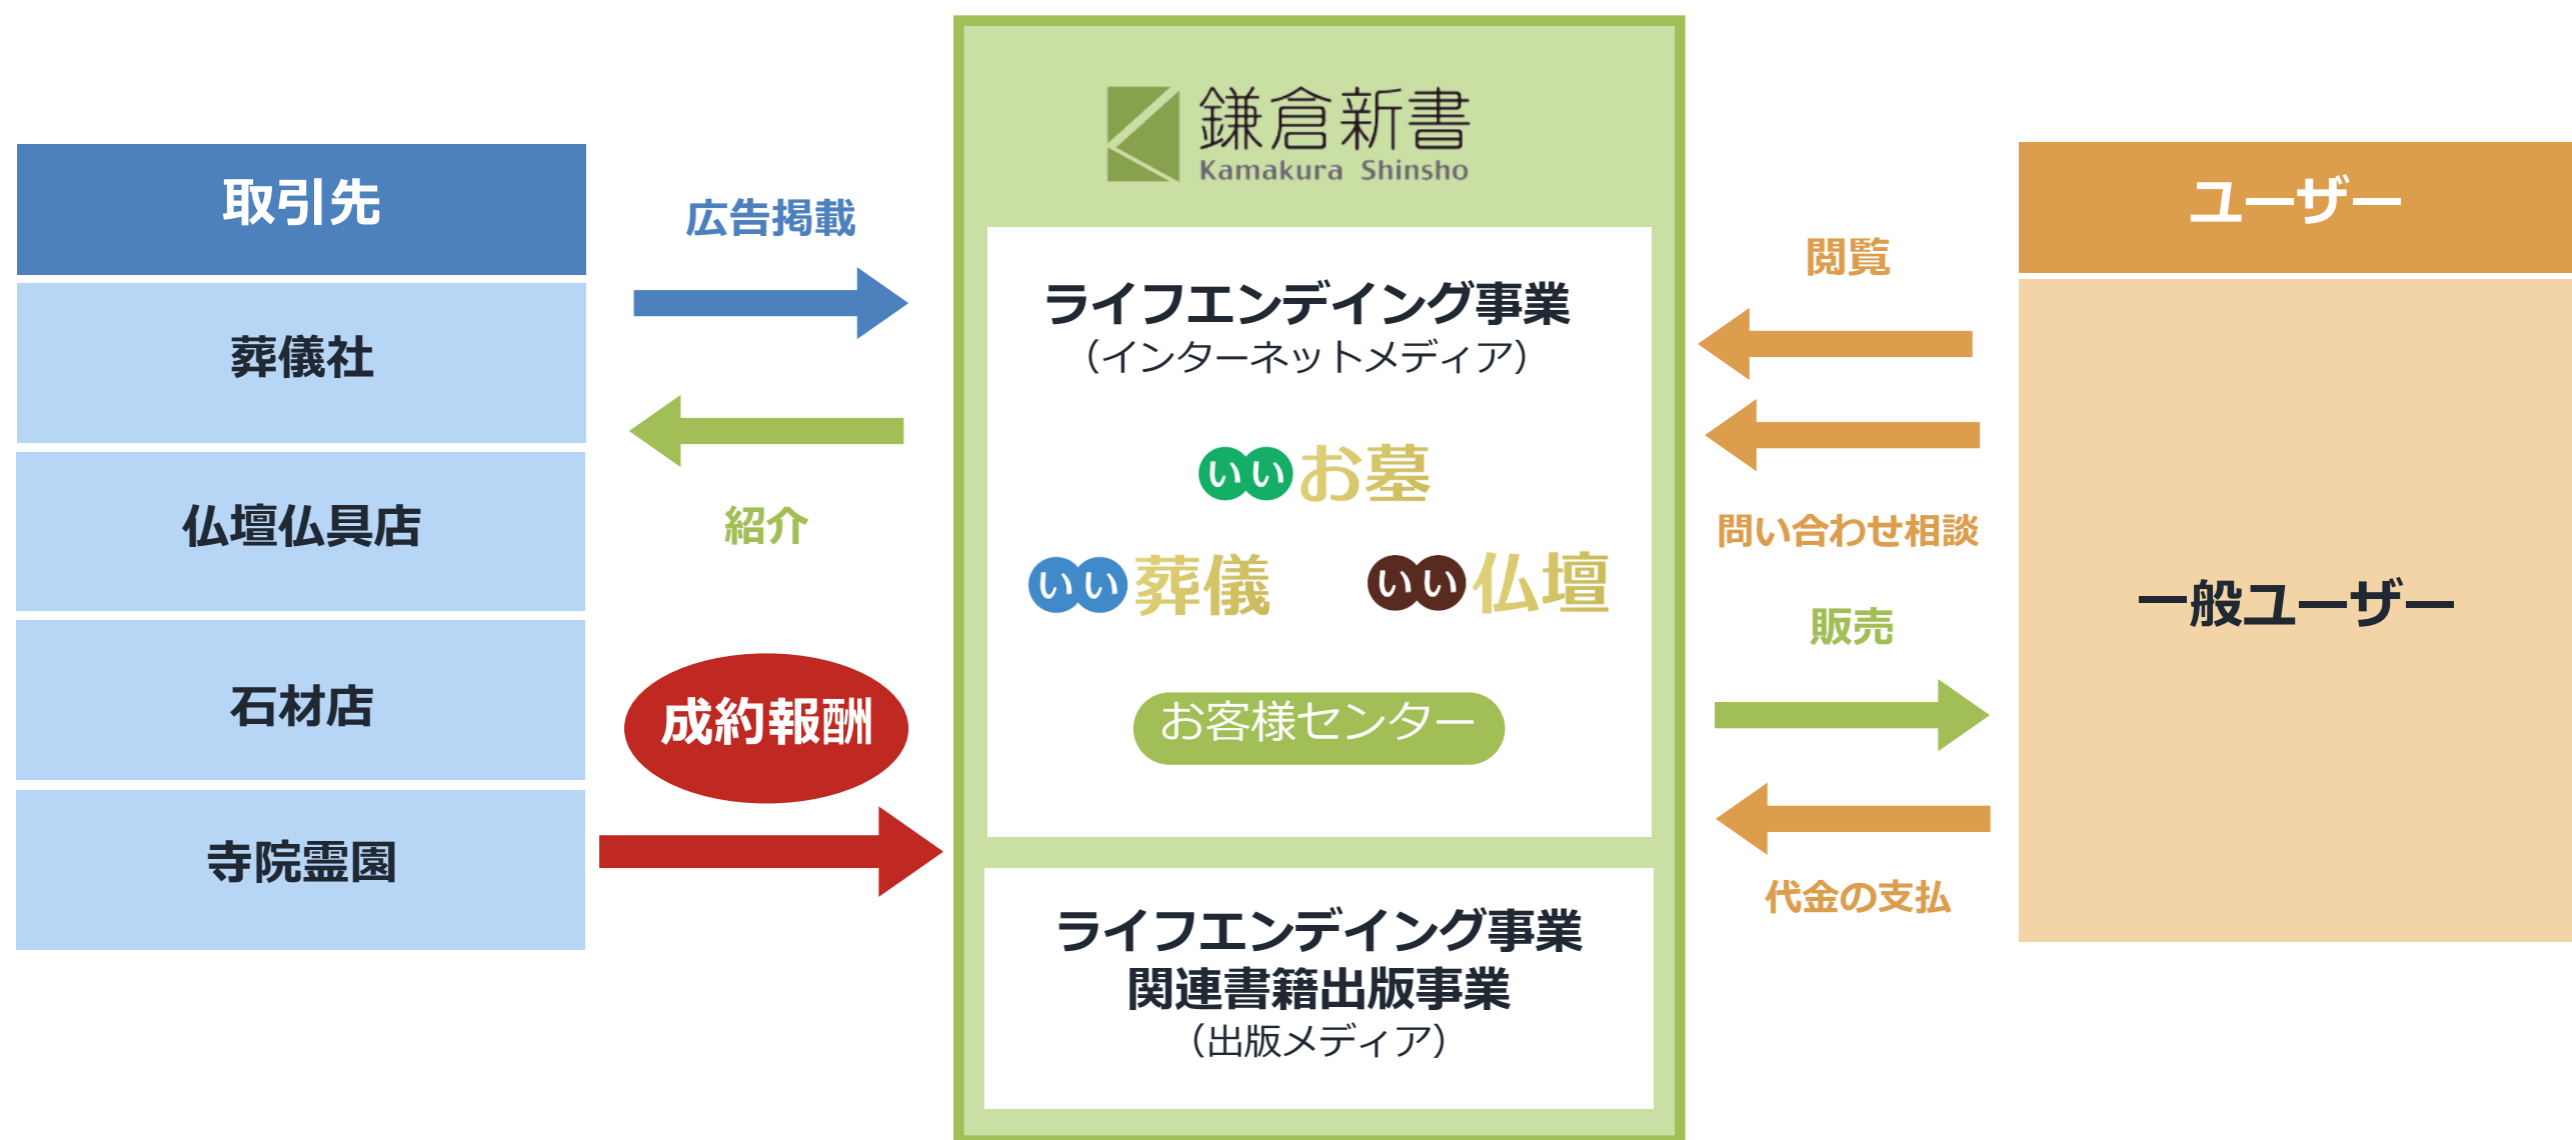 取引先
葬儀社
仏壇仏具店
石材店
寺院霊園
広告掲載
紹介
成約報酬
鎌倉新書
Kamakura Shinsho
ライフエンデイング事業
（インターネットメディア）
いいお墓
いい葬儀
いい仏壇
お客様センター
ライフエンデイング事業
関連書籍出版事業
（出版メディア）
閲覧
問い合わせ相談
販売
代金の支払
ユーザー
一般ユーザー